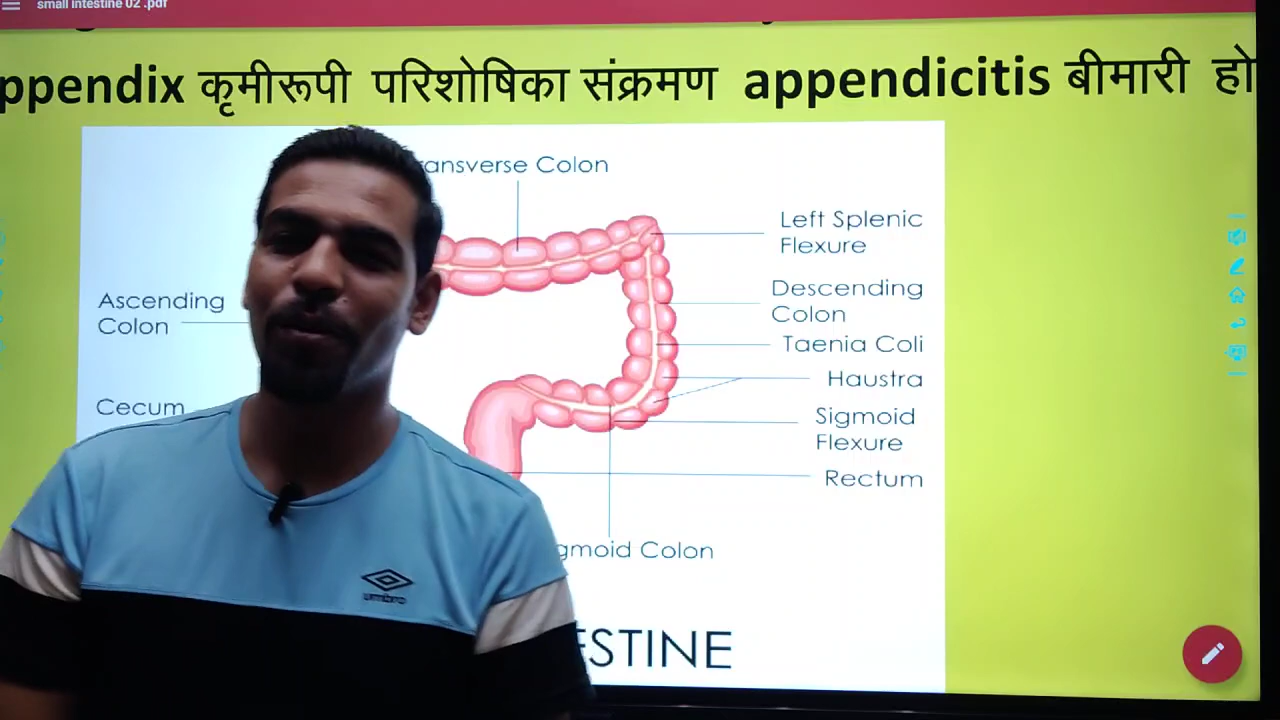 small intestine 02 .pdf
ppendix कृमीरूपी परिशोषिका संक्रमण appendicitis बीमारी हो
ransverse Colon
Left Splenic
Flexure
Ascending
Colon
Descending
Colon
Taenia Coli
Haustra
Cecum
Sigmoid
Flexure
Rectum
gmoid Colon
ESTINE
umbro